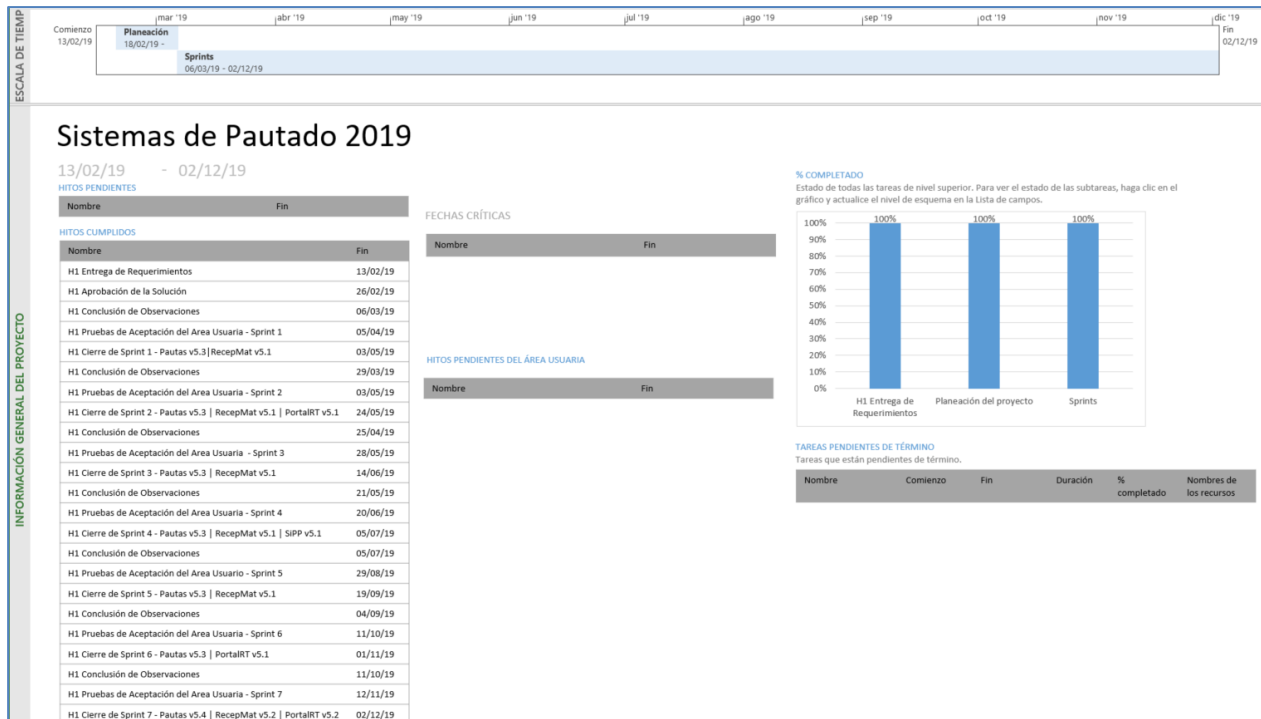 ESCALA DE TIEMP
mar '19
abr '19
may '19
jun '19
jul '19
ago '19
sep '19
oct '19
nov '19
dic '19
Comienzo
13/02/19
Planeación
18/02/19 -
Sprints
06/03/19 - 02/12/19
Fin
02/12/19
INFORMACIÓN GENERAL DEL PROYECTO
Sistemas de Pautado 2019
13/02/19 - 02/12/19
HITOS PENDIENTES
Nombre Fin
HITOS CUMPLIDOS
Nombre Fin
H1 Entrega de Requerimientos 13/02/19
H1 Aprobación de la Solución 26/02/19
H1 Conclusión de Observaciones 06/03/19
H1 Pruebas de Aceptación del Area Usuaria - Sprint 1 05/04/19
H1 Cierre de Sprint 1 - Pautas v5.3|RecepMat v5.1 03/05/19
H1 Conclusión de Observaciones 29/03/19
H1 Pruebas de Aceptación del Area Usuaria - Sprint 2 03/05/19
H1 Cierre de Sprint 2 - Pautas v5.3 | RecepMat v5.1 | PortalRT v5.1 24/05/19
H1 Conclusión de Observaciones 25/04/19
H1 Pruebas de Aceptación del Area Usuaria - Sprint 3 28/05/19
H1 Cierre de Sprint 3 - Pautas v5.3 | RecepMat v5.1 14/06/19
H1 Conclusión de Observaciones 21/05/19
H1 Pruebas de Aceptación del Area Usuaria - Sprint 4 20/06/19
H1 Cierre de Sprint 4 - Pautas v5.3 | RecepMat v5.1 | SiPP v5.1 05/07/19
H1 Conclusión de Observaciones 05/07/19
H1 Pruebas de Aceptación del Area Usuario - Sprint 5 29/08/19
H1 Cierre de Sprint 5 - Pautas v5.3 | RecepMat v5.1 19/09/19
H1 Conclusión de Observaciones 04/09/19
H1 Pruebas de Aceptación del Area Usuaria - Sprint 6 11/10/19
H1 Cierre de Sprint 6 - Pautas v5.3 | PortalRT v5.1 01/11/19
H1 Conclusión de Observaciones 11/10/19
H1 Pruebas de Aceptación del Area Usuaria - Sprint 7 12/11/19
H1 Cierre de Sprint 7 - Pautas v5.4 | RecepMat v5.2 | PortalRT v5.2 02/12/19
FECHAS CRÍTICAS
Nombre Fin
HITOS PENDIENTES DEL ÁREA USUARIA
Nombre Fin
% COMPLETADO
Estado de todas las tareas de nivel superior. Para ver el estado de las subtareas, haga clic en el
gráfico y actualice el nivel de esquema en la Lista de campos.
100% 100% 100%
100%
90%
80%
70%
60%
50%
40%
30%
20%
10%
0%
H1 Entrega de
Requerimientos
Planeación del proyecto
Sprints
TAREAS PENDIENTES DE TÉRMINO
Tareas que están pendientes de término.
Nombre Comienzo Fin Duración % Nombres de
completado los recursos